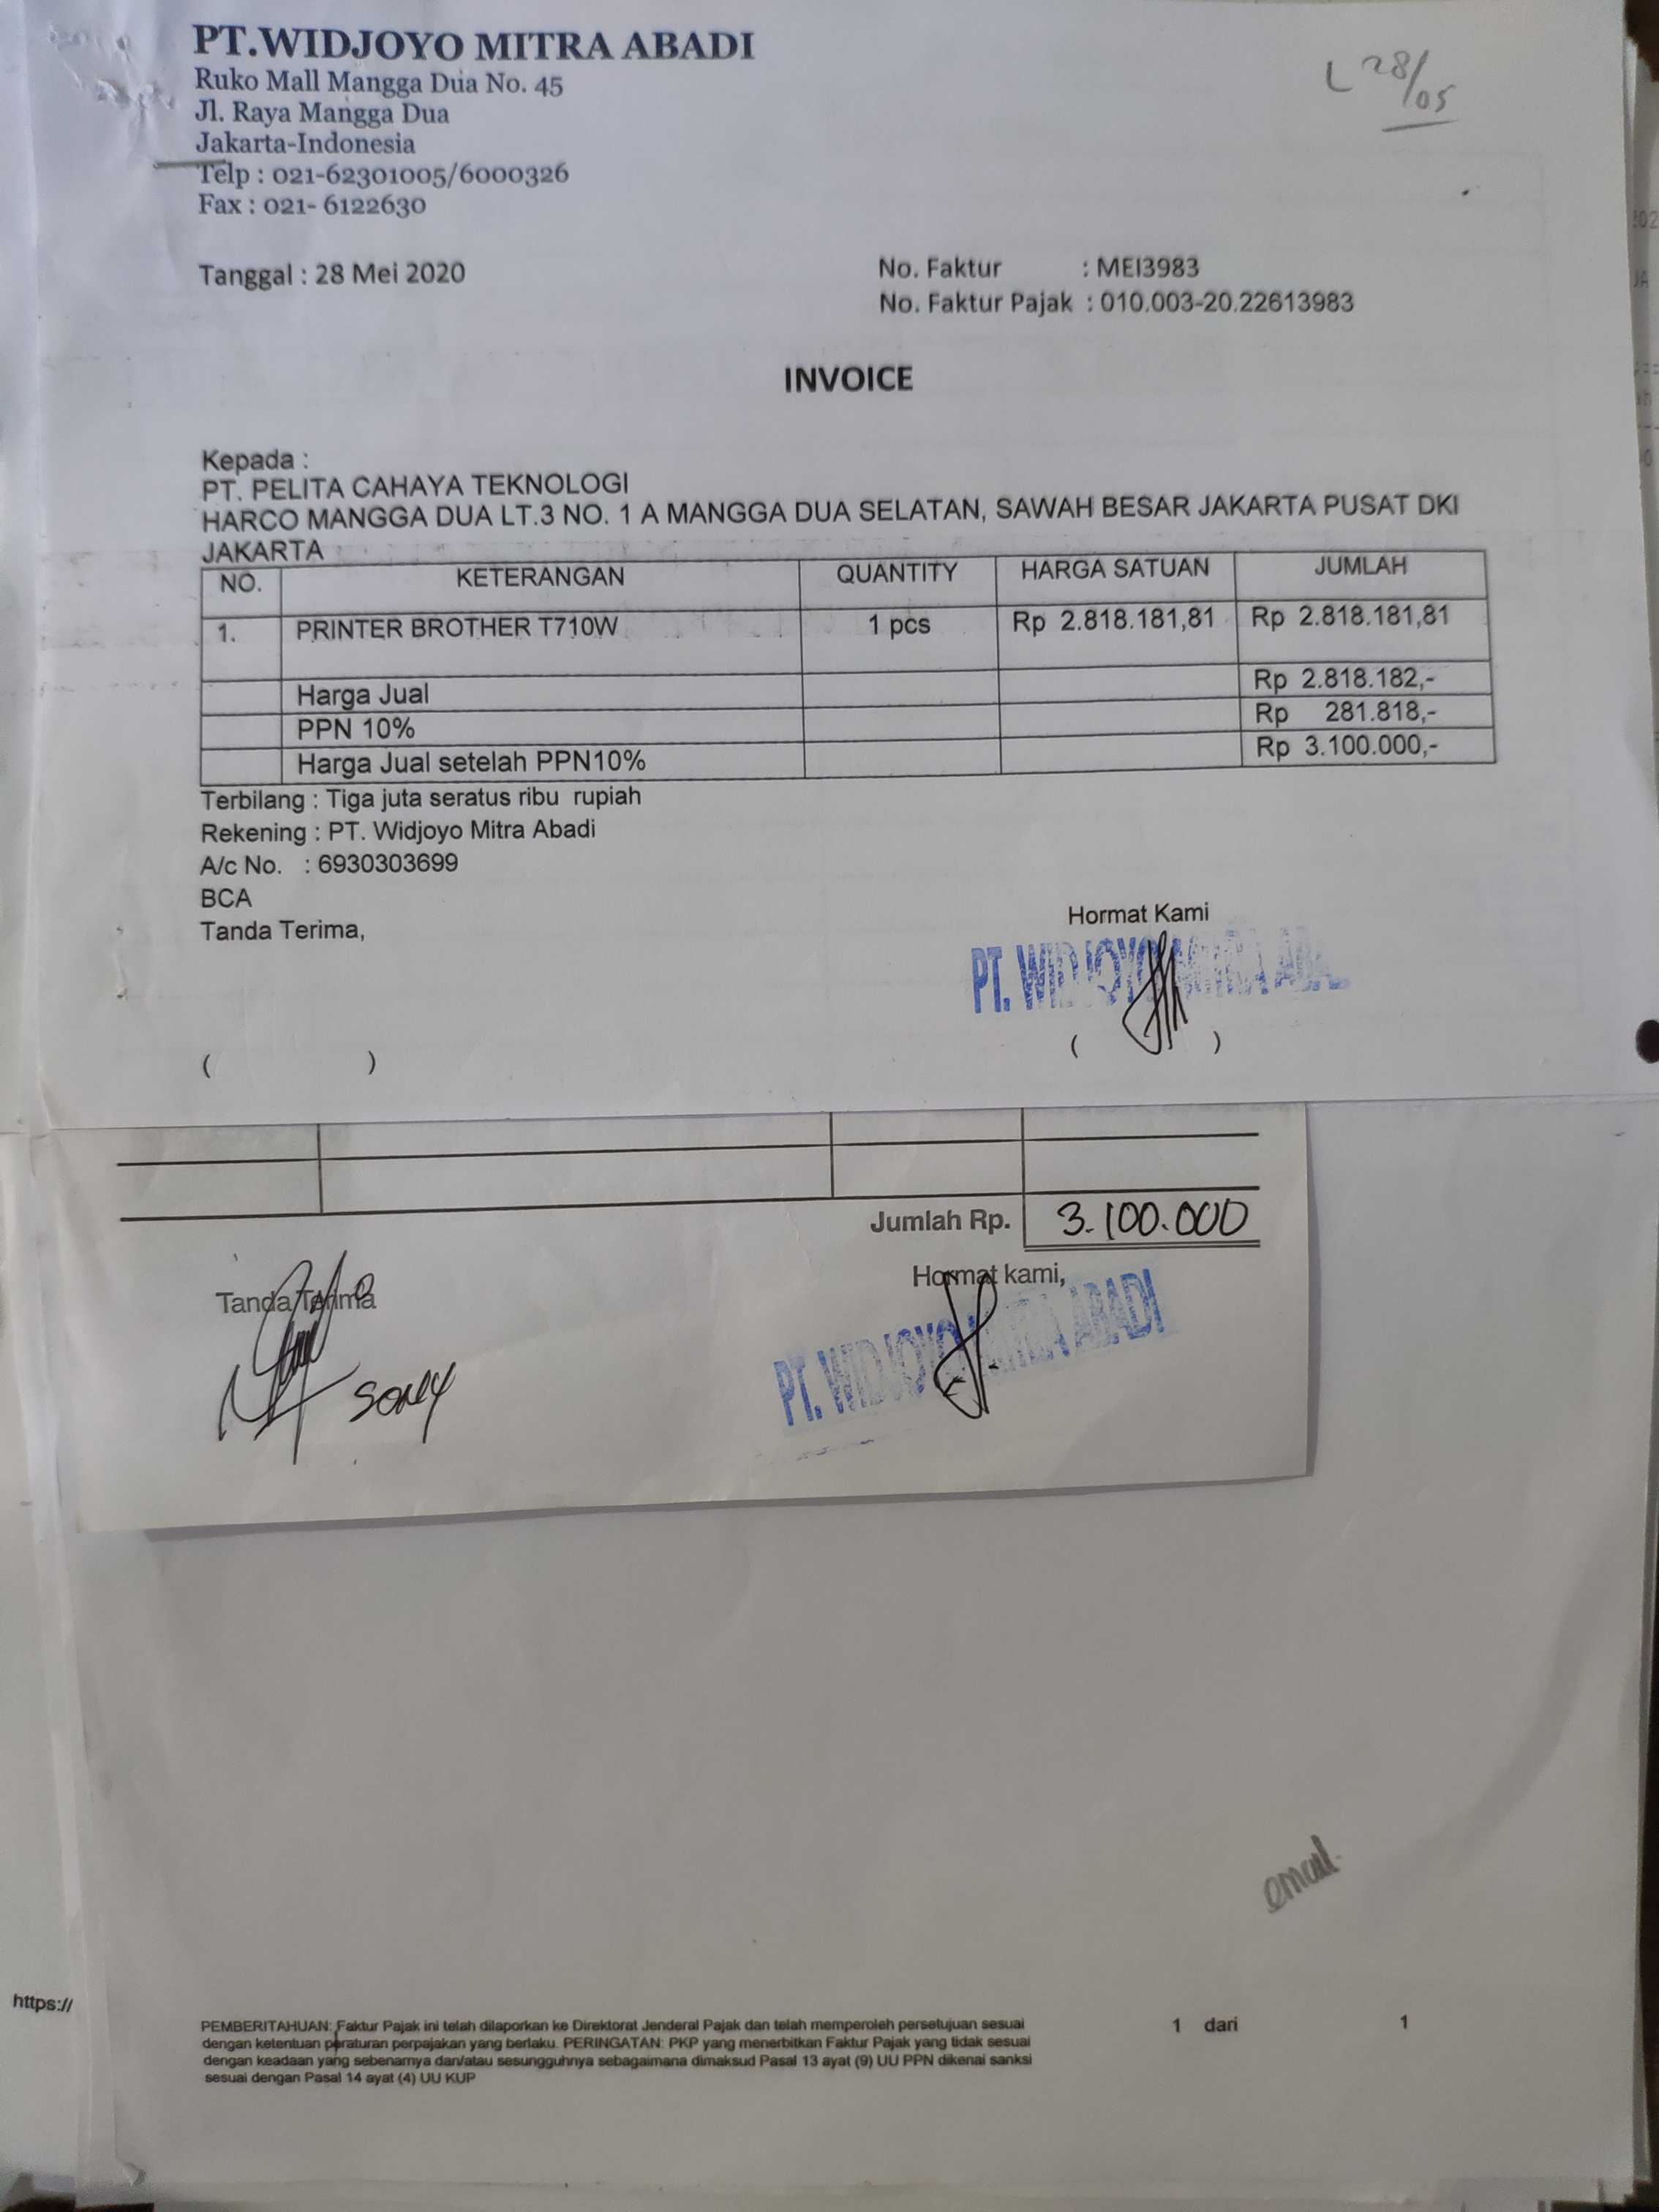 PT.WIDJOYO MITRA ABADI
Ruko Mall Mangga Dua No. 45
Jl. Raya Mangga Dua
Jakarta-Indonesia
Telp : 021-62301005/6000326
Fax : 021- 6122630
L 28/05
Tanggal : 28 Mei 2020
No. Faktur : MEI3983
No. Faktur Pajak : 010.003-20.22613983
INVOICE
Kepada :
PT. PELITA CAHAYA TEKNOLOGI
HARCO MANGGA DUA LT.3 NO. 1 A MANGGA DUA SELATAN, SAWAH BESAR JAKARTA PUSAT DKI
JAKARTA
NO. KETERANGAN QUANTITY HARGA SATUAN JUMLAH
1. PRINTER BROTHER T710W 1 pcs Rp 2.818.181,81 Rp 2.818.181,81
Harga Jual Rp 2.818.182,-
PPN 10% Rp 281.818,-
Harga Jual setelah PPN10% Rp 3.100.000,-
Terbilang : Tiga juta seratus ribu rupiah
Rekening : PT. Widjoyo Mitra Abadi
A/c No. : 6930303699
BCA
Tanda Terima,
Hormat Kami
PT. WIDJOYO MITRA ABADI
( )
( )
Jumlah Rp. 3.100.000
Tanda Terima
Hormat kami,
PT. WIDJOYO MITRA ABADI
SONY
email
https://
PEMBERITAHUAN: Faktur Pajak ini telah dilaporkan ke Direktorat Jenderal Pajak dan telah memperoleh persetujuan sesuai
dengan ketentuan peraturan perpajakan yang berlaku. PERINGATAN: PKP yang menerbitkan Faktur Pajak yang tidak sesuai
dengan keadaan yang sebenarnya dan/atau sesungguhnya sebagaimana dimaksud Pasal 13 ayat (9) UU PPN dikenai sanksi
sesuai dengan Pasal 14 ayat (4) UU KUP
1 dari 1